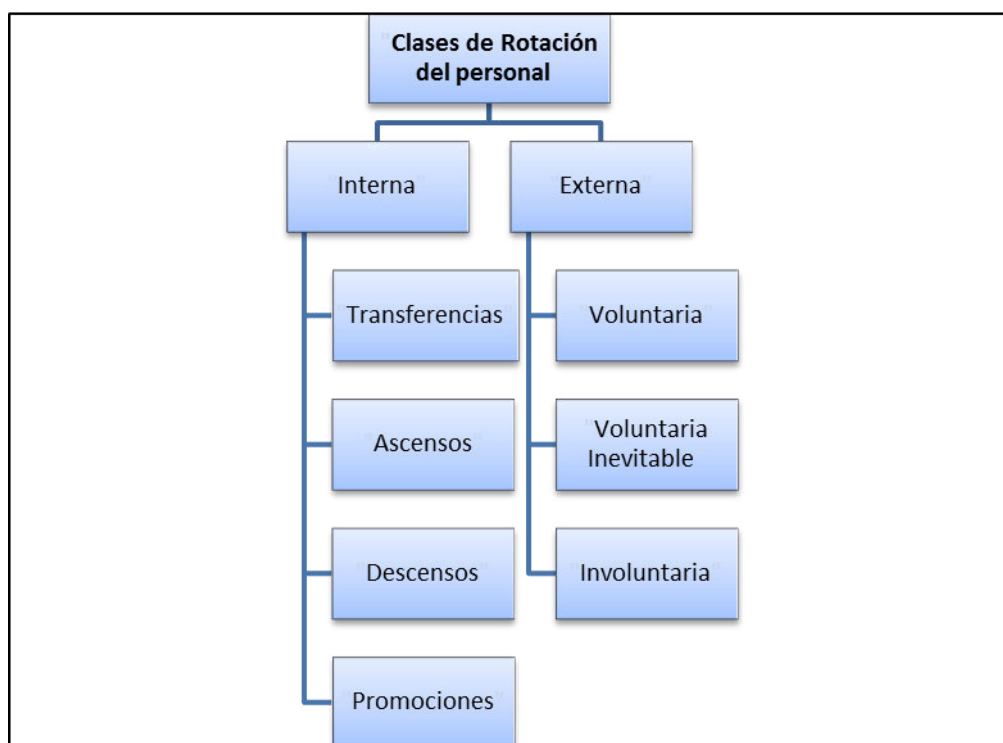 Clases de Rotación
del personal
Interna
Externa
Transferencias
Voluntaria
Ascensos
Voluntaria
Inevitable
Descensos
Involuntaria
Promociones